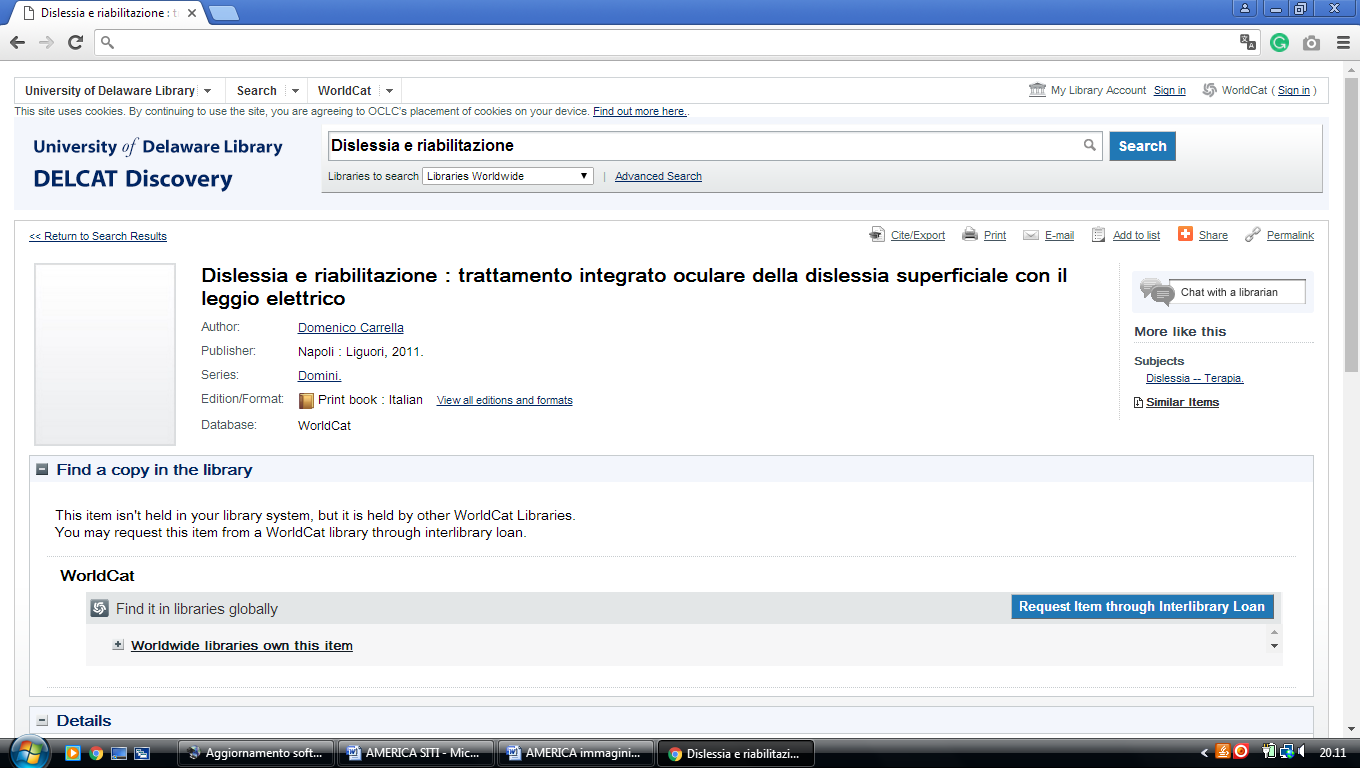 Dislessia e riabilitazione : t
University of Delaware Library Search WorldCat My Library Account Sign in WorldCat ( Sign in )
This site uses cookies. By continuing to use the site, you are agreeing to OCLC's placement of cookies on your device. Find out more here..
University of Delaware Library
DELCAT Discovery
Dislessia e riabilitazione Search
Libraries to search Libraries Worldwide | Advanced Search
<< Return to Search Results Cite/Export Print E-mail Add to list Share Permalink
Dislessia e riabilitazione : trattamento integrato oculare della dislessia superficiale con il
leggio elettrico
Author: Domenico Carrella
Publisher: Napoli : Liguori, 2011.
Series: Domini.
Edition/Format: Print book : Italian View all editions and formats
Database: WorldCat
Chat with a librarian
More like this
Subjects
Dislessia -- Terapia.
Similar Items
Find a copy in the library
This item isn't held in your library system, but it is held by other WorldCat Libraries.
You may request this item from a WorldCat library through interlibrary loan.
WorldCat
Find it in libraries globally Request Item through Interlibrary Loan
Worldwide libraries own this item
Details
Aggiornamento soft... AMERICA SITI - Mic... AMERICA immagini... Dislessia e riabilitazi... 20.11